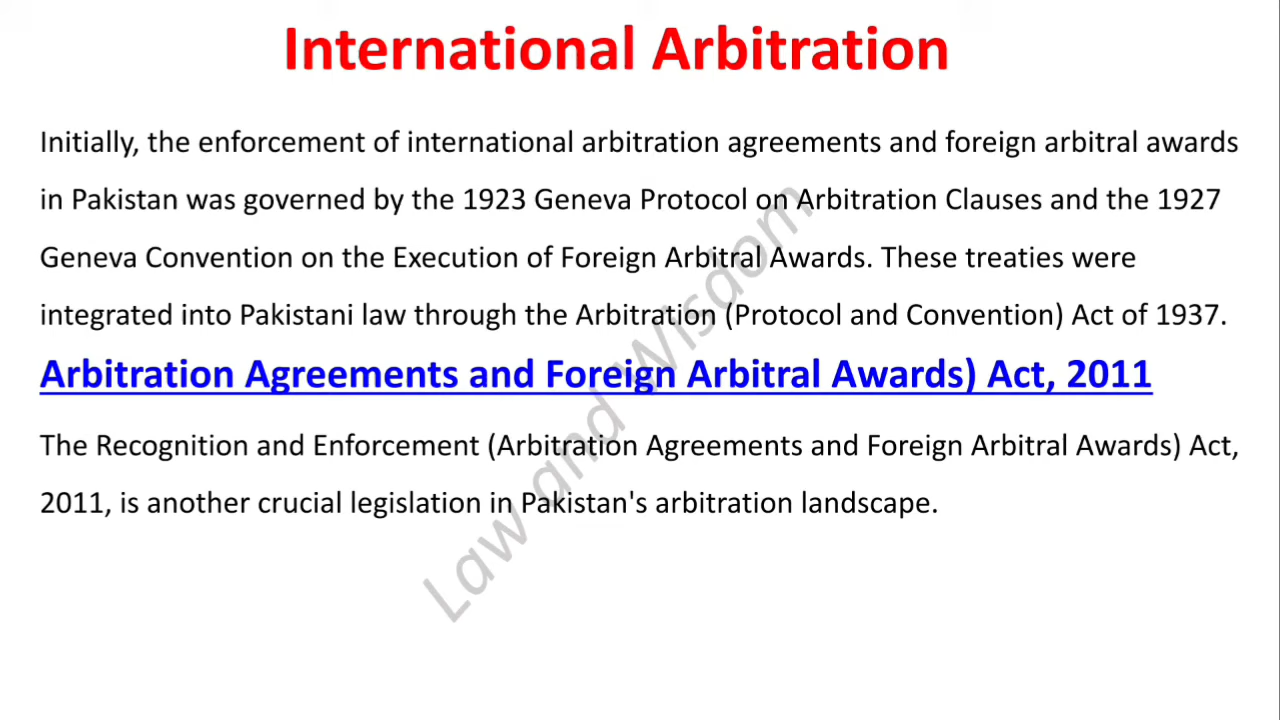 International Arbitration
Initially, the enforcement of international arbitration agreements and foreign arbitral awards
in Pakistan was governed by the 1923 Geneva Protocol on Arbitration Clauses and the 1927
Geneva Convention on the Execution of Foreign Arbitral Awards. These treaties were
integrated into Pakistani law through the Arbitration (Protocol and Convention) Act of 1937.
Arbitration Agreements and Foreign Arbitral Awards) Act, 2011
The Recognition and Enforcement (Arbitration Agreements and Foreign Arbitral Awards) Act,
2011, is another crucial legislation in Pakistan's arbitration landscape.
Law and Wisdom